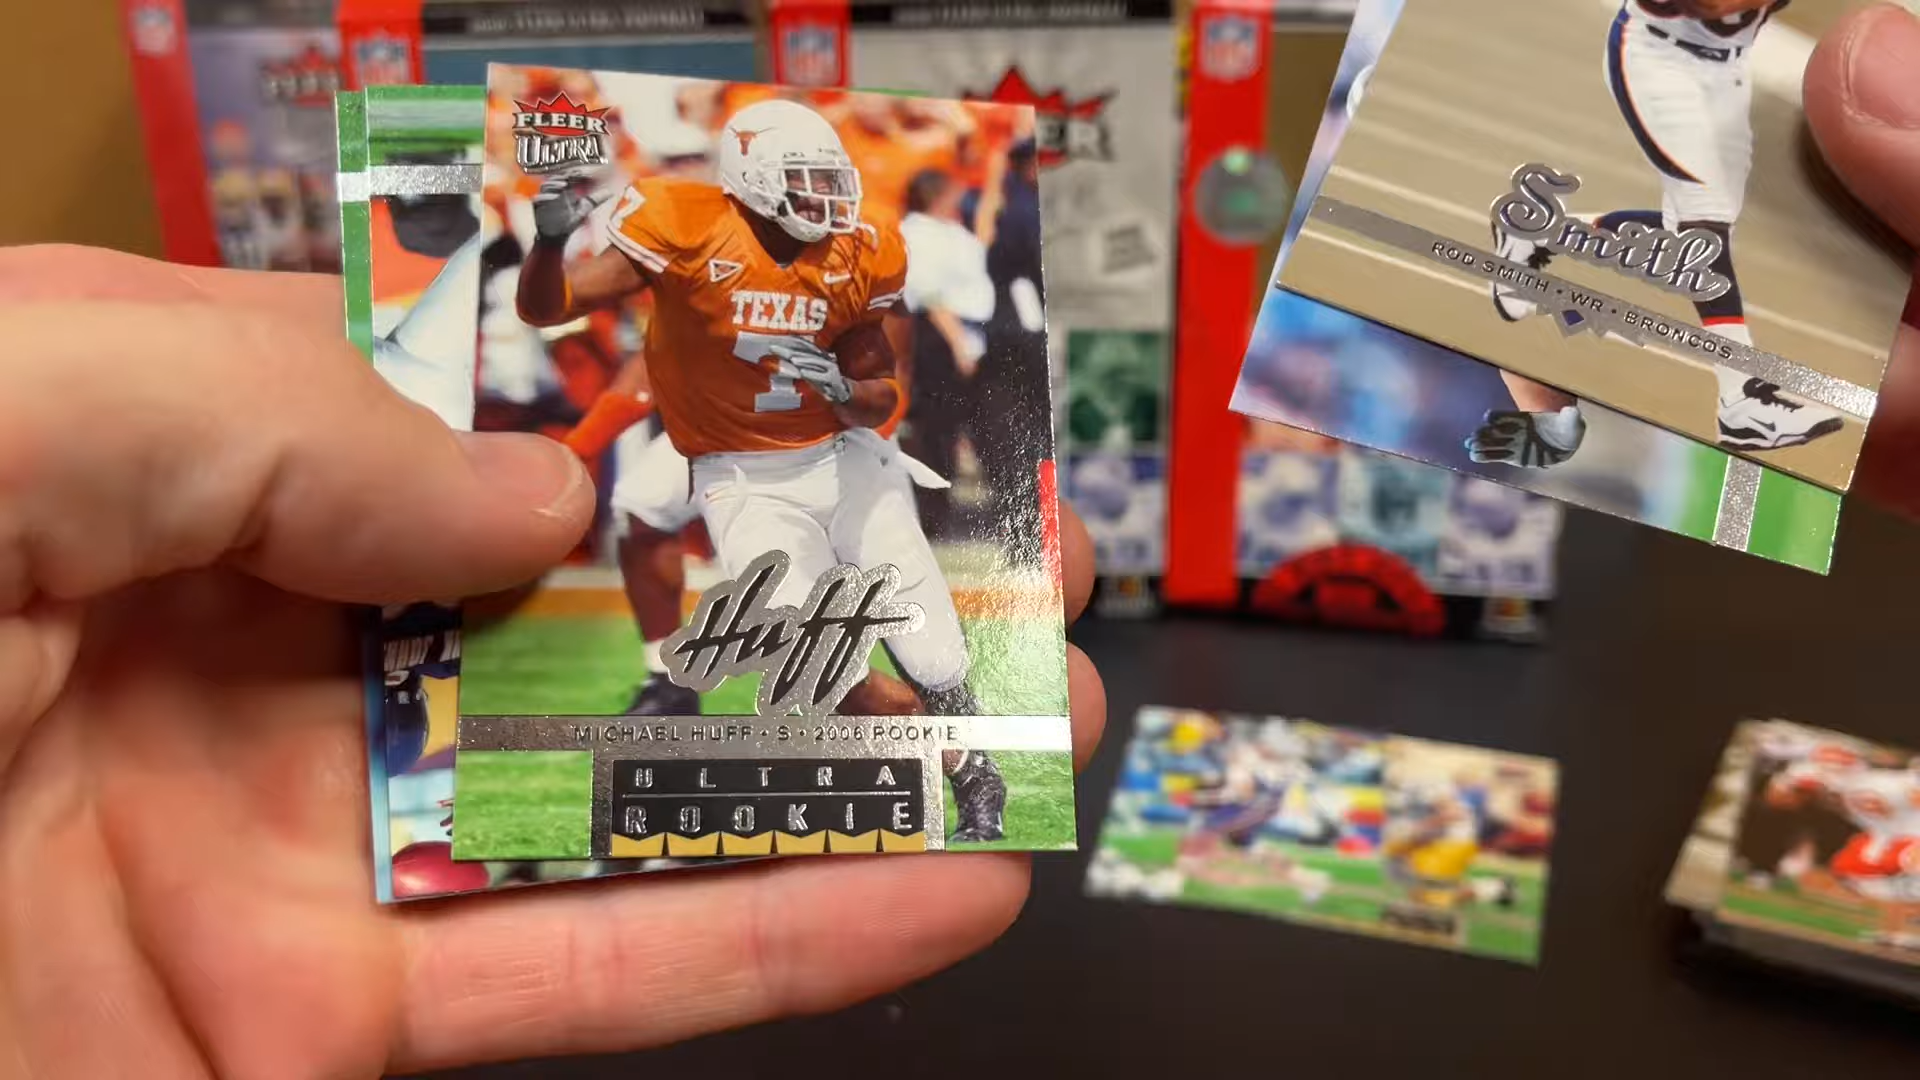 FLEER
ULTRA
TEXAS
7
Huff
MICHAEL HUFF • S • 2006 ROOKIE
ULTRA
ROOKIE
Smith
ROD SMITH • WR • BRONCOS